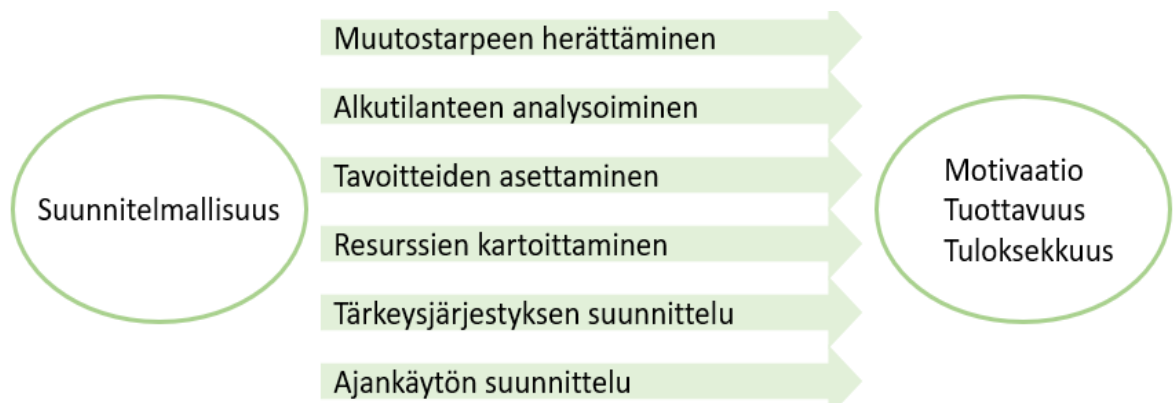 Suunnitelmallisuus
Muutostarpeen herättäminen
Alkutilanteen analysoiminen
Tavoitteiden asettaminen
Resurssien kartoittaminen
Tärkeysjärjestyksen suunnittelu
Ajankäytön suunnittelu
Motivaatio
Tuottavuus
Tuloksekkuus